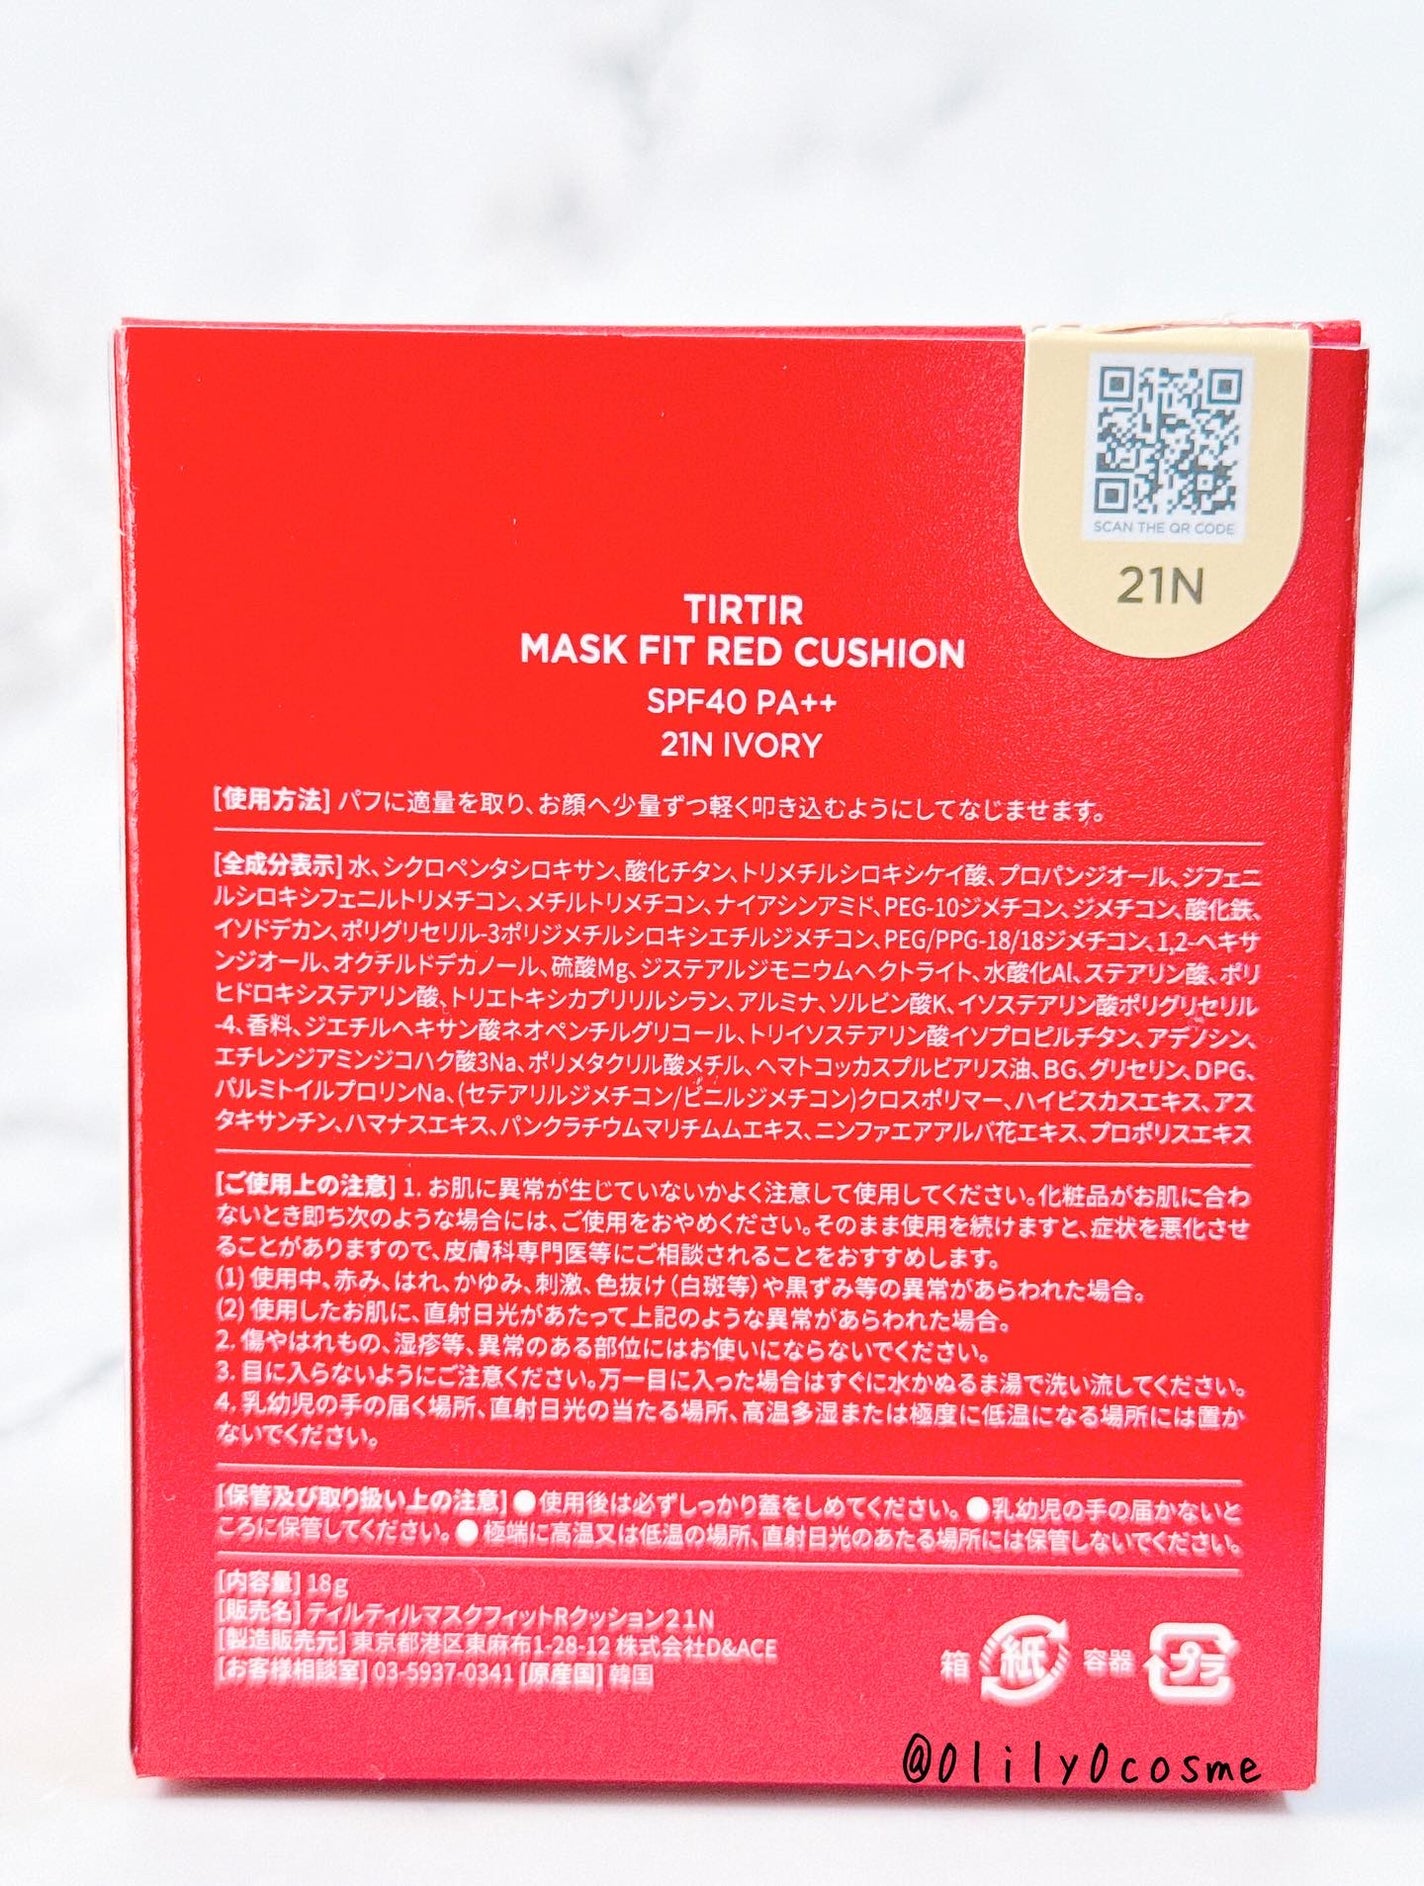 SCAN THE QR CODE
21N
TIRTIR
MASK FIT RED CUSHION
SPF40 PA++
21N IVORY
[使用方法] パフに適量を取り、お顔へ少量ずつ軽く叩き込むようにしてなじませます。
[全成分表示] 水、シクロペンタシロキサン、酸化チタン、トリメチルシロキシケイ酸、プロパンジオール、ジフェニ
ルシロキシフェニルトリメチコン、メチルトリメチコン、ナイアシンアミド、PEG-10ジメチコン、ジメチコン、酸化鉄、
イソドデカン、ポリグリセリル-3ポリジメチルシロキシエチルジメチコン、PEG/PPG-18/18ジメチコン、1,2-ヘキサ
ンジオール、オクチルドデカノール、硫酸Mg、ジステアルジモニウムヘクトライト、水酸化Al、ステアリン酸、ポリ
ヒドロキシステアリン酸、トリエトキシカプリリルシラン、アルミナ、ソルビン酸K、イソステアリン酸ポリグリセリル
-4、香料、ジエチルヘキサン酸ネオペンチルグリコール、トリイソステアリン酸イソプロピルチタン、アデノシン、
エチレンジアミンジコハク酸3Na、ポリメタクリル酸メチル、ヘマトコッカスプルビアリス油、BG、グリセリン、DPG、
パルミトイルプロリンNa、(セテアリルジメチコン/ビニルジメチコン)クロスポリマー、ハイビスカスエキス、アス
タキサンチン、ハマナスエキス、パンクラチウムマリチムムエキス、ニンファエアアルバ花エキス、プロポリスエキス
[ご使用上の注意] 1. お肌に異常が生じていないかよく注意して使用してください。化粧品がお肌に合わ
ないとき即ち次のような場合には、ご使用をおやめください。そのまま使用を続けますと、症状を悪化させ
ることがありますので、皮膚科専門医等にご相談されることをおすすめします。
(1) 使用中、赤み、はれ、かゆみ、刺激、色抜け（白斑等）や黒ずみ等の異常があらわれた場合。
(2) 使用したお肌に、直射日光があたって上記のような異常があらわれた場合。
2. 傷やはれもの、湿疹等、異常のある部位にはお使いにならないでください。
3. 目に入らないようにご注意ください。万一目に入った場合はすぐに水かぬるま湯で洗い流してください。
4. 乳幼児の手の届く場所、直射日光の当たる場所、高温多湿または極度に低温になる場所には置か
ないでください。
[保管及び取り扱い上の注意] ●使用後は必ずしっかり蓋をしめてください。●乳幼児の手の届かないと
ころに保管してください。●極端に高温又は低温の場所、直射日光のあたる場所には保管しないでください。
[内容量] 18g
[販売名] ティルティルマスクフィットRクッション21N
[製造販売元] 東京都港区東麻布1-28-12 株式会社D&ACE
[お客様相談室] 03-5937-0341 [原産国] 韓国
箱 紙 容器 プラ
@0lily0cosme